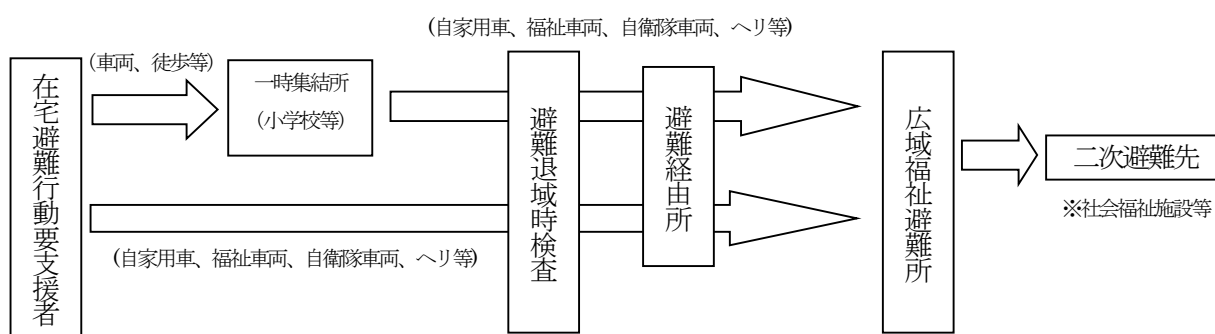 (自家用車、福祉車両、自衛隊車両、ヘリ等)
在宅避難行動要支援者
(車両、徒歩等)
一時集結所
(小学校等)
(自家用車、福祉車両、自衛隊車両、ヘリ等)
避難退域時検査
避難経由所
広域福祉避難所
二次避難先
※社会福祉施設等